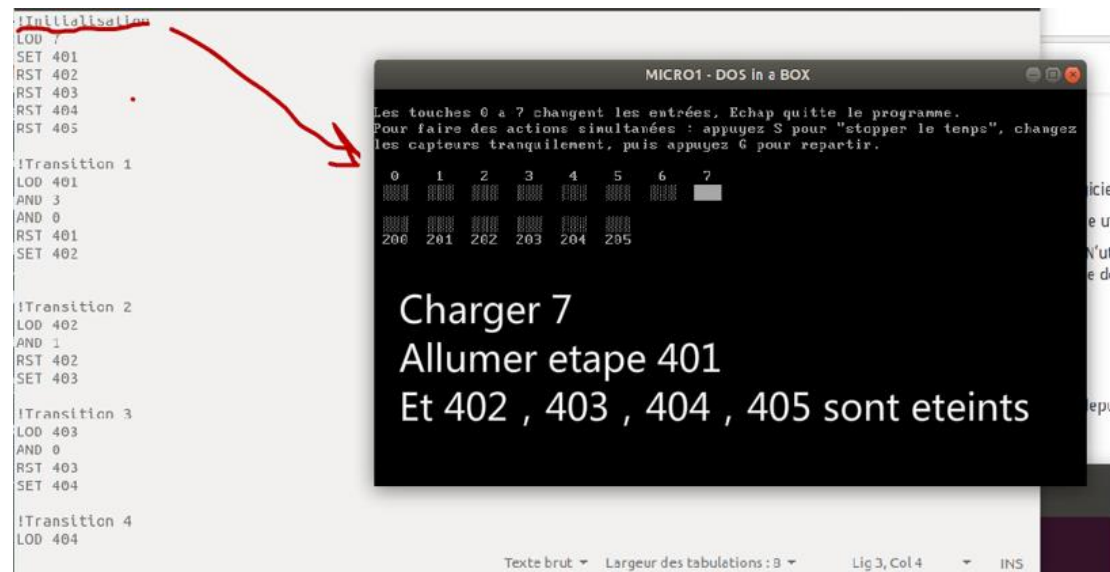 !Initialisation
LOD 7
SET 401
RST 402
RST 403
RST 404
RST 405
!Transition 1
LOD 401
AND 3
AND 0
RST 401
SET 402
!Transition 2
LOD 402
AND 1
RST 402
SET 403
!Transition 3
LOD 403
AND 0
RST 403
SET 404
!Transition 4
LOD 404
MICRO1 - DOS in a BOX
Les touches 0 a 7 changent les entrées, Echap quitte le programme.
Pour faire des actions simultanées : appuyez S pour "stopper le temps", changez
les capteurs tranquilement, puis appuyez G pour repartir.
0 1 2 3 4 5 6 7
200 201 202 203 204 205
Charger 7
Allumer etape 401
Et 402 , 403 , 404 , 405 sont eteints
Texte brut Largeur des tabulations : 8 Lig 3, Col 4 INS